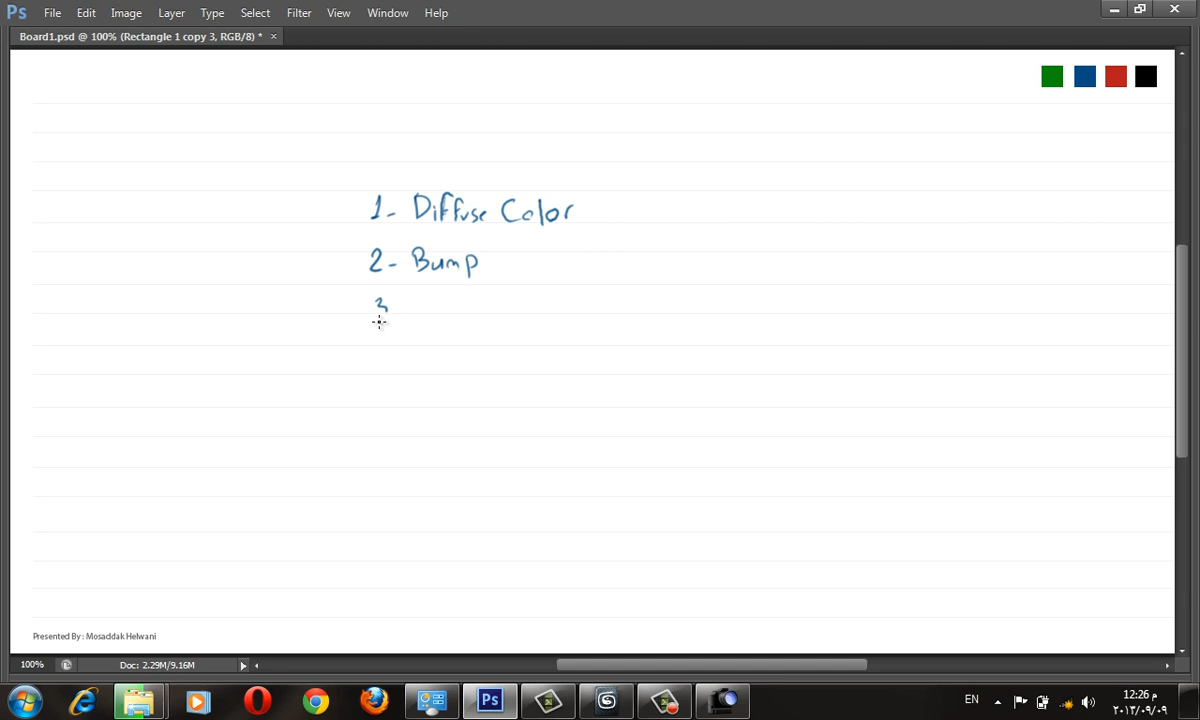 Ps File Edit Image Layer Type Select Filter View Window Help
Board1.psd @ 100% (Rectangle 1 copy 3, RGB/8) * ×
1- Diffuse Color
2- Bump
3
Presented By : Mosaddak Helwani
100% Doc: 2.29M/9.16M
Ps EN 12:26 م
٢٠١٣/٠٩/٠٩